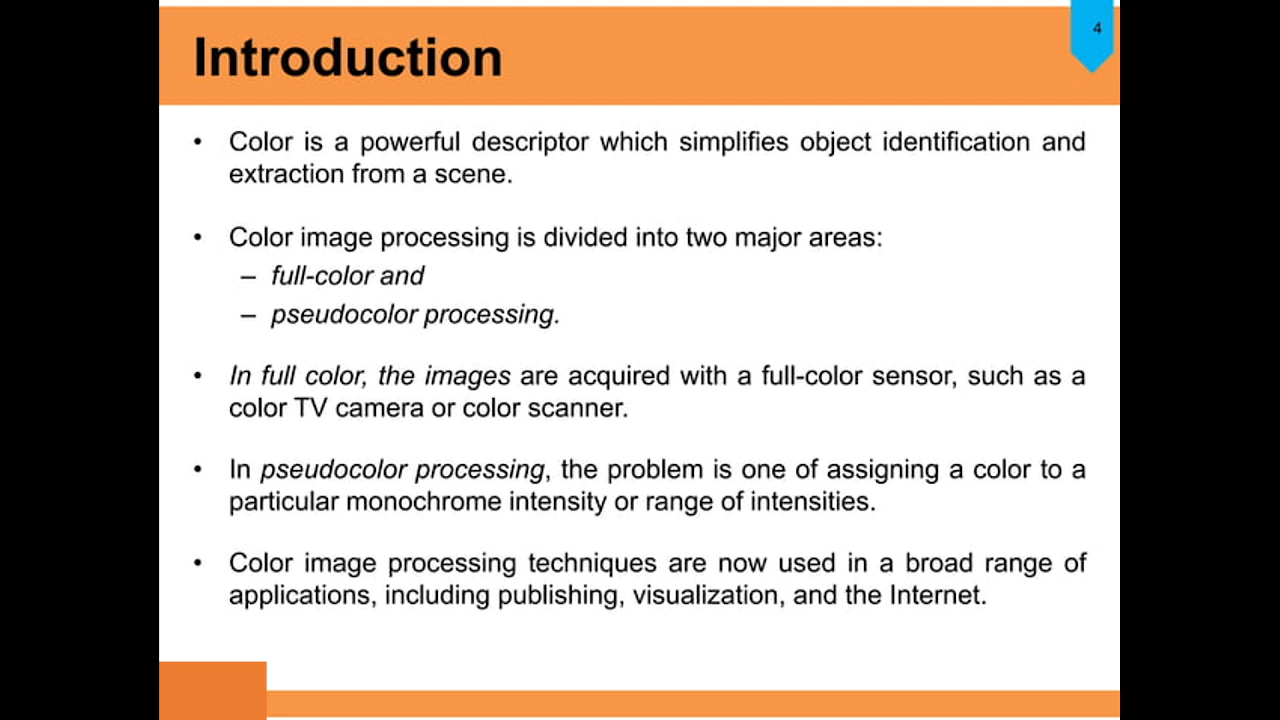 4
Introduction
• Color is a powerful descriptor which simplifies object identification and
extraction from a scene.
• Color image processing is divided into two major areas:
– full-color and
– pseudocolor processing.
• In full color, the images are acquired with a full-color sensor, such as a
color TV camera or color scanner.
• In pseudocolor processing, the problem is one of assigning a color to a
particular monochrome intensity or range of intensities.
• Color image processing techniques are now used in a broad range of
applications, including publishing, visualization, and the Internet.